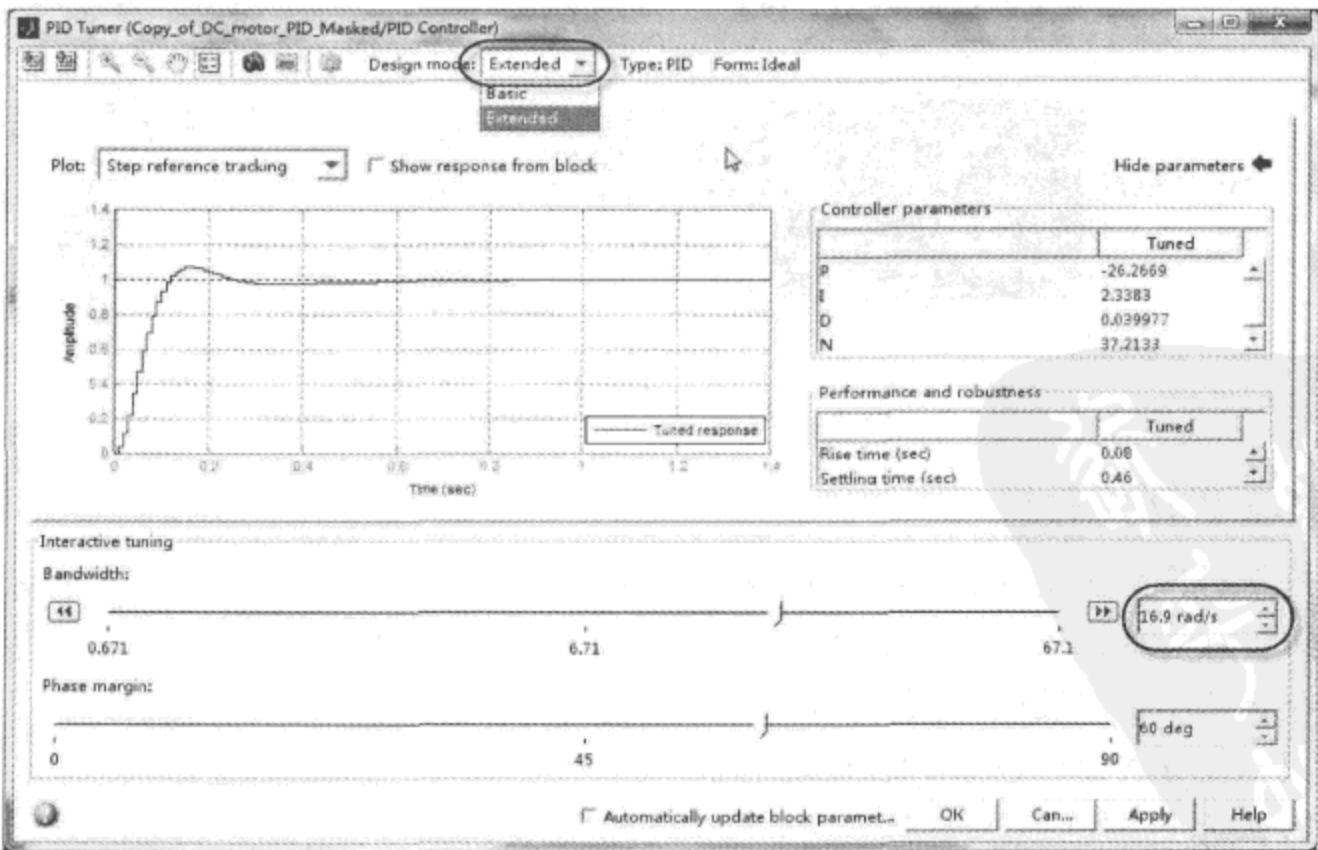 PID Tuner (Copy_of_DC_motor_PID_Masked/PID Controller)
Design mode: Extended Type: PID Form: Ideal
Basic
Extended
Plot: Step reference tracking Show response from block
Hide parameters
1.4
1.2
1
0.8
0.6
0.4
0.2
0
Amplitude
0 0.2 0.4 0.6 0.8 1 1.2 1.4
Time (sec)
Tuned response
Controller parameters
Tuned
P -26.2669
I 2.3383
D 0.039977
N 37.2133
Performance and robustness
Tuned
Rise time (sec) 0.08
Settling time (sec) 0.46
Interactive tuning
Bandwidth:
16.9 rad/s
0.671 6.71 67.1
Phase margin:
60 deg
0 45 90
Automatically update block paramet... OK Can... Apply Help